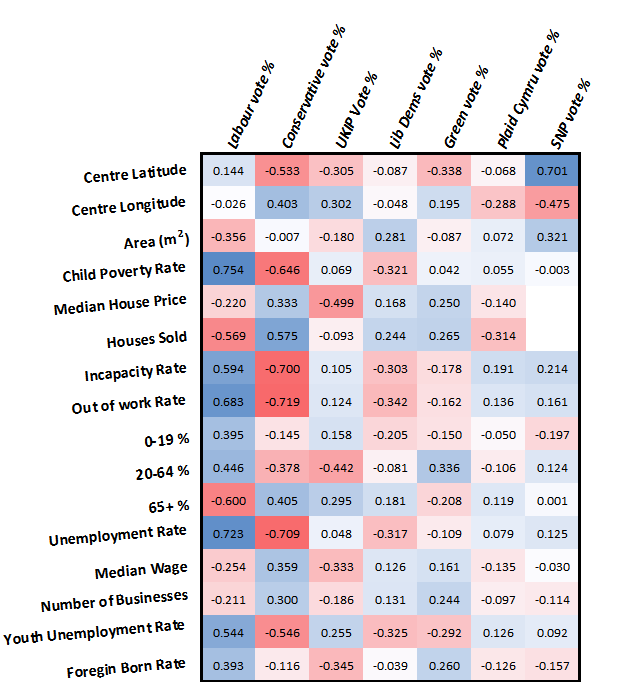 Labour vote % Conservative vote % UKIP Vote % Lib Dems vote % Green vote % Plaid Cymru vote % SNP vote %
Centre Latitude 0.144 -0.533 -0.305 -0.087 -0.338 -0.068 0.701
Centre Longitude -0.026 0.403 0.302 -0.048 0.195 -0.288 -0.475
Area (m²) -0.356 -0.007 -0.180 0.281 -0.087 0.072 0.321
Child Poverty Rate 0.754 -0.646 0.069 -0.321 0.042 0.055 -0.003
Median House Price -0.220 0.333 -0.499 0.168 0.250 -0.140
Houses Sold -0.569 0.575 -0.093 0.244 0.265 -0.314
Incapacity Rate 0.594 -0.700 0.105 -0.303 -0.178 0.191 0.214
Out of work Rate 0.683 -0.719 0.124 -0.342 -0.162 0.136 0.161
0-19 % 0.395 -0.145 0.158 -0.205 -0.150 -0.050 -0.197
20-64 % 0.446 -0.378 -0.442 -0.081 0.336 -0.106 0.124
65+ % -0.600 0.405 0.295 0.181 -0.208 0.119 0.001
Unemployment Rate 0.723 -0.709 0.048 -0.317 -0.109 0.079 0.125
Median Wage -0.254 0.359 -0.333 0.126 0.161 -0.135 -0.030
Number of Businesses -0.211 0.300 -0.186 0.131 0.244 -0.097 -0.114
Youth Unemployment Rate 0.544 -0.546 0.255 -0.325 -0.292 0.126 0.092
Foregin Born Rate 0.393 -0.116 -0.345 -0.039 0.260 -0.126 -0.157